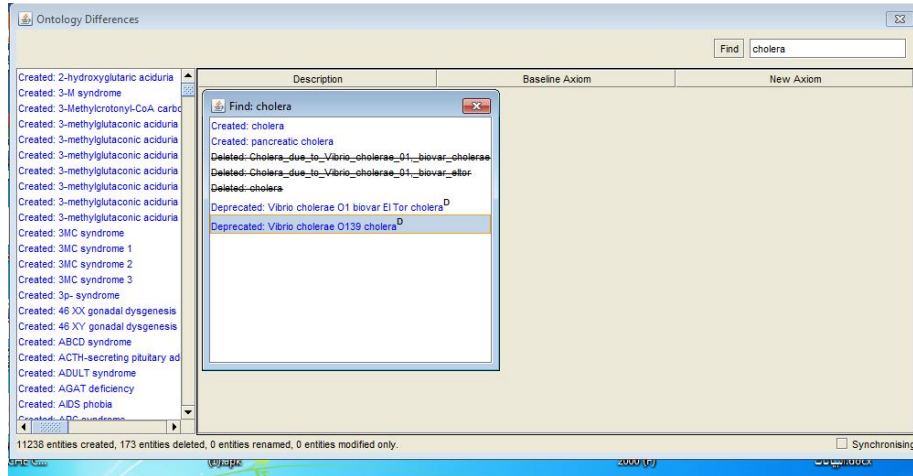 Ontology Differences
Find
cholera
Created: 2-hydroxyglutaric aciduria
Created: 3-M syndrome
Created: 3-Methylcrotonyl-CoA carbo
Created: 3-methylglutaconic aciduria
Created: 3-methylglutaconic aciduria
Created: 3-methylglutaconic aciduria
Created: 3-methylglutaconic aciduria
Created: 3-methylglutaconic aciduria
Created: 3-methylglutaconic aciduria
Created: 3-methylglutaconic aciduria
Created: 3MC syndrome
Created: 3MC syndrome 1
Created: 3MC syndrome 2
Created: 3MC syndrome 3
Created: 3p- syndrome
Created: 46 XX gonadal dysgenesis
Created: 46 XY gonadal dysgenesis
Created: ABCD syndrome
Created: ACTH-secreting pituitary ad
Created: ADULT syndrome
Created: AGAT deficiency
Created: AIDS phobia
Description
Baseline Axiom
New Axiom
Find: cholera
Created: cholera
Created: pancreatic cholera
Deleted: Cholera_due_to_Vibrio_cholerae_01,_biovar_cholerae
Deleted: Cholera_due_to_Vibrio_cholerae_01,_biovar_eltor
Deleted: cholera
Deprecated: Vibrio cholerae O1 biovar El Tor choleraD
Deprecated: Vibrio cholerae O139 choleraD
11238 entities created, 173 entities deleted, 0 entities renamed, 0 entities modified only.
Synchronising